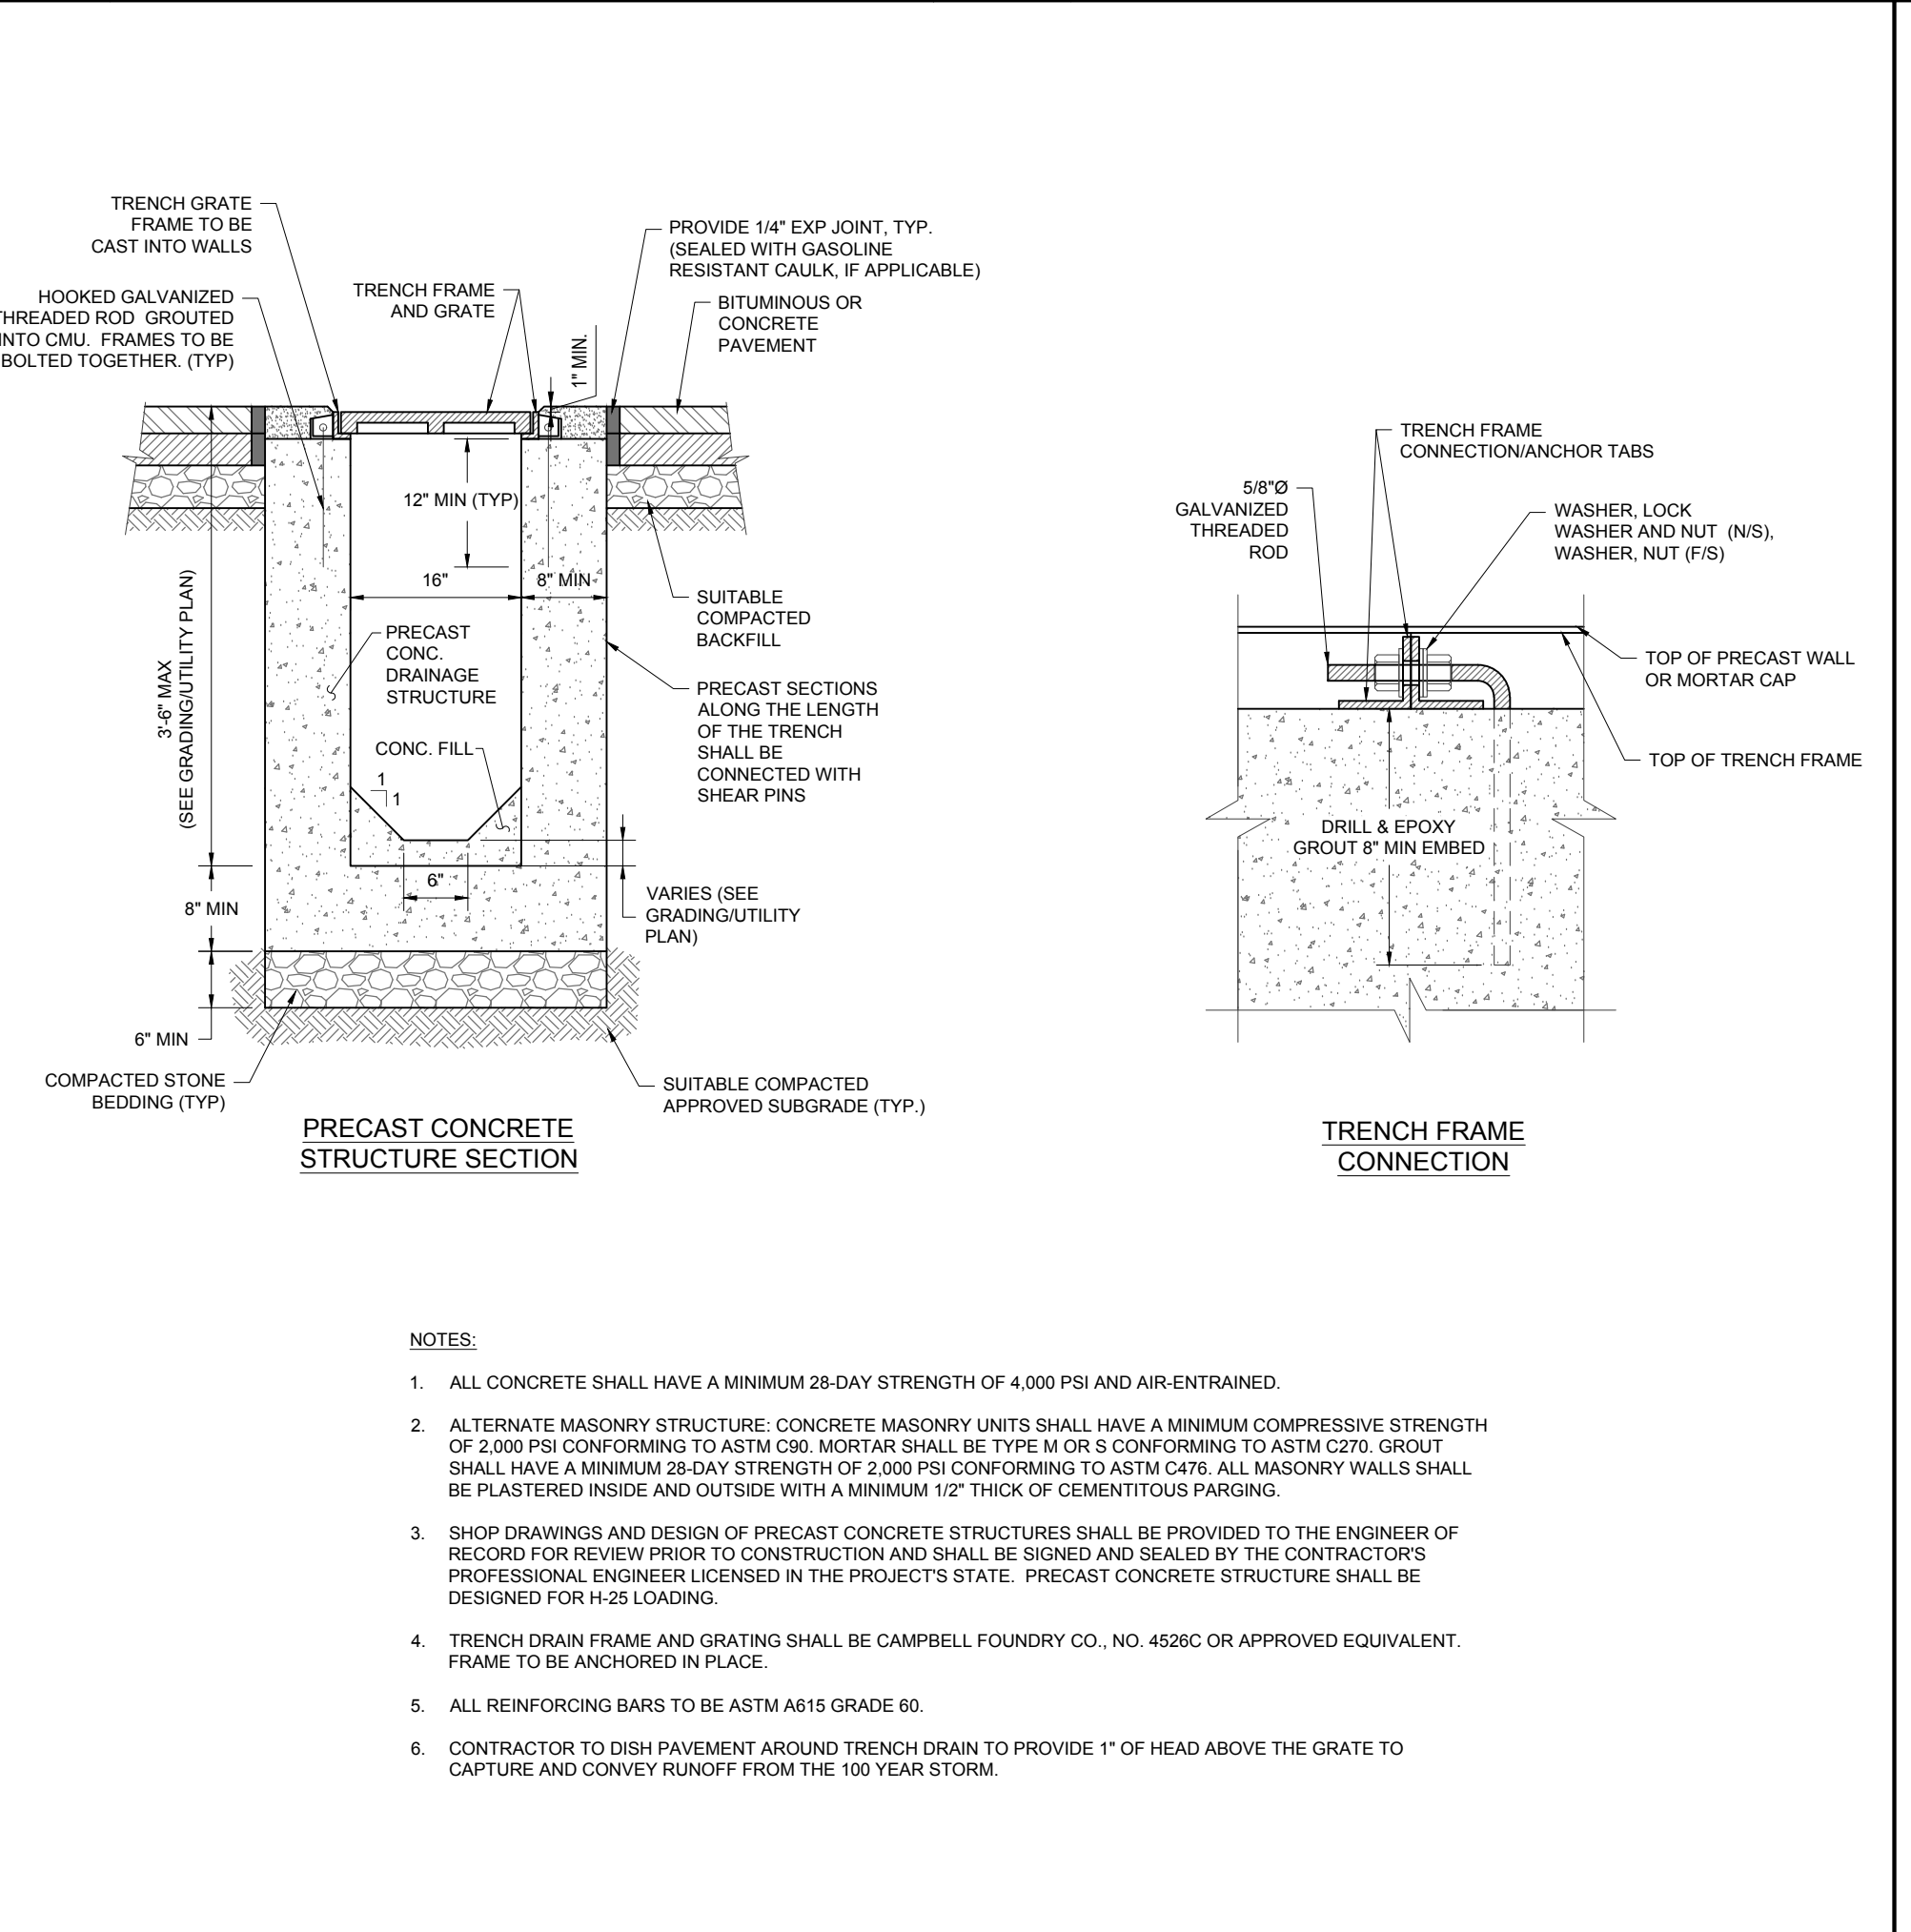 TRENCH GRATE
FRAME TO BE
CAST INTO WALLS
HOOKED GALVANIZED
THREADED ROD GROUTED
INTO CMU. FRAMES TO BE
BOLTED TOGETHER. (TYP)
TRENCH FRAME
AND GRATE
1" MIN.
PROVIDE 1/4" EXP JOINT, TYP.
(SEALED WITH GASOLINE
RESISTANT CAULK, IF APPLICABLE)
BITUMINOUS OR
CONCRETE
PAVEMENT
12" MIN (TYP)
16"
8" MIN
3'-6" MAX
(SEE GRADING/UTILITY PLAN)
PRECAST
CONC.
DRAINAGE
STRUCTURE
CONC. FILL
1
1
6"
8" MIN
6" MIN
SUITABLE
COMPACTED
BACKFILL
PRECAST SECTIONS
ALONG THE LENGTH
OF THE TRENCH
SHALL BE
CONNECTED WITH
SHEAR PINS
VARIES (SEE
GRADING/UTILITY
PLAN)
COMPACTED STONE
BEDDING (TYP)
SUITABLE COMPACTED
APPROVED SUBGRADE (TYP.)
PRECAST CONCRETE
STRUCTURE SECTION
TRENCH FRAME
CONNECTION/ANCHOR TABS
5/8"Ø
GALVANIZED
THREADED
ROD
WASHER, LOCK
WASHER AND NUT (N/S),
WASHER, NUT (F/S)
TOP OF PRECAST WALL
OR MORTAR CAP
TOP OF TRENCH FRAME
DRILL & EPOXY
GROUT 8" MIN EMBED
TRENCH FRAME
CONNECTION
NOTES:
1. ALL CONCRETE SHALL HAVE A MINIMUM 28-DAY STRENGTH OF 4,000 PSI AND AIR-ENTRAINED.
2. ALTERNATE MASONRY STRUCTURE: CONCRETE MASONRY UNITS SHALL HAVE A MINIMUM COMPRESSIVE STRENGTH
OF 2,000 PSI CONFORMING TO ASTM C90. MORTAR SHALL BE TYPE M OR S CONFORMING TO ASTM C270. GROUT
SHALL HAVE A MINIMUM 28-DAY STRENGTH OF 2,000 PSI CONFORMING TO ASTM C476. ALL MASONRY WALLS SHALL
BE PLASTERED INSIDE AND OUTSIDE WITH A MINIMUM 1/2" THICK OF CEMENTITOUS PARGING.
3. SHOP DRAWINGS AND DESIGN OF PRECAST CONCRETE STRUCTURES SHALL BE PROVIDED TO THE ENGINEER OF
RECORD FOR REVIEW PRIOR TO CONSTRUCTION AND SHALL BE SIGNED AND SEALED BY THE CONTRACTOR'S
PROFESSIONAL ENGINEER LICENSED IN THE PROJECT'S STATE. PRECAST CONCRETE STRUCTURE SHALL BE
DESIGNED FOR H-25 LOADING.
4. TRENCH DRAIN FRAME AND GRATING SHALL BE CAMPBELL FOUNDRY CO., NO. 4526C OR APPROVED EQUIVALENT.
FRAME TO BE ANCHORED IN PLACE.
5. ALL REINFORCING BARS TO BE ASTM A615 GRADE 60.
6. CONTRACTOR TO DISH PAVEMENT AROUND TRENCH DRAIN TO PROVIDE 1" OF HEAD ABOVE THE GRATE TO
CAPTURE AND CONVEY RUNOFF FROM THE 100 YEAR STORM.